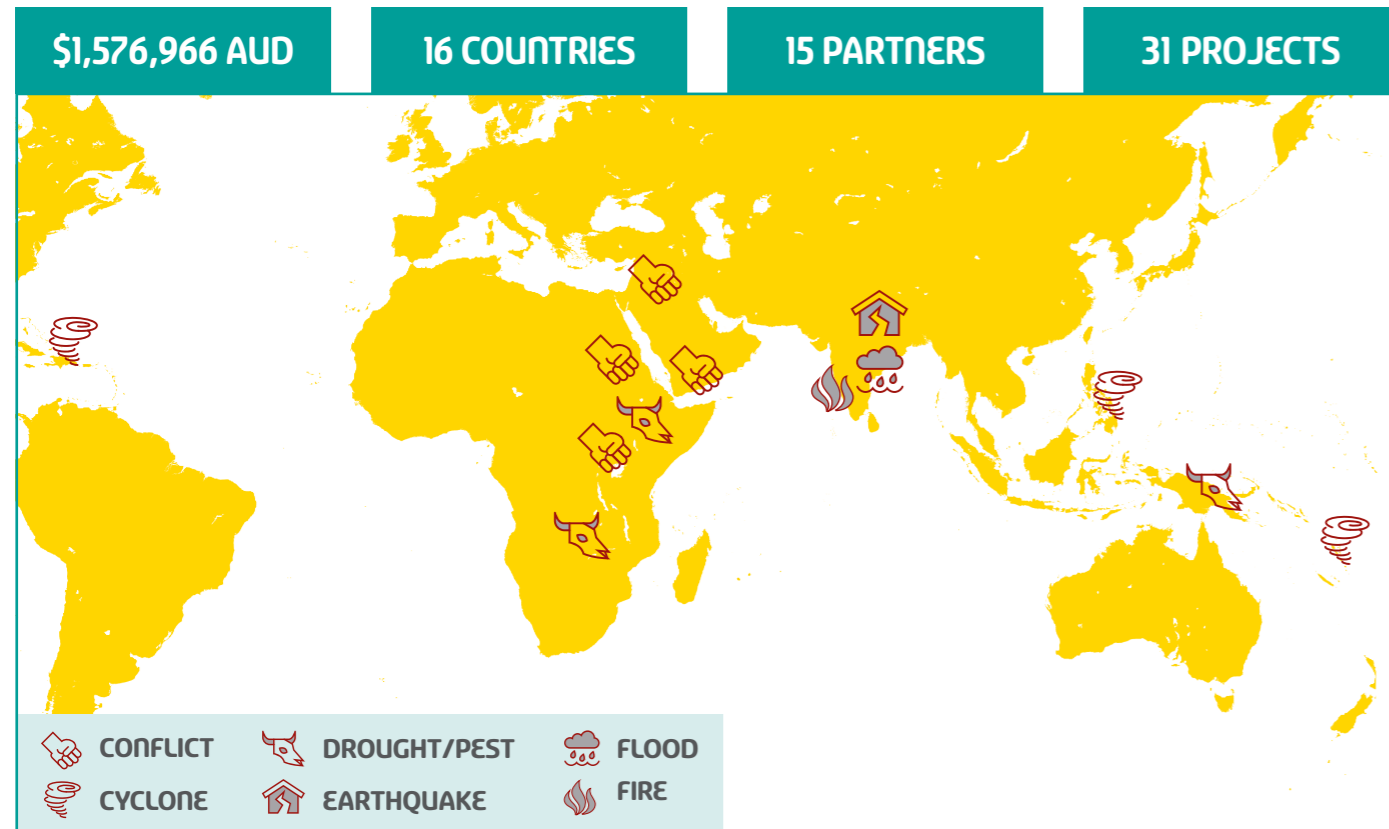 $1,576,966 AUD
16 COUNTRIES
15 PARTNERS
31 PROJECTS
CONFLICT
DROUGHT/PEST
FLOOD
CYCLONE
EARTHQUAKE
FIRE